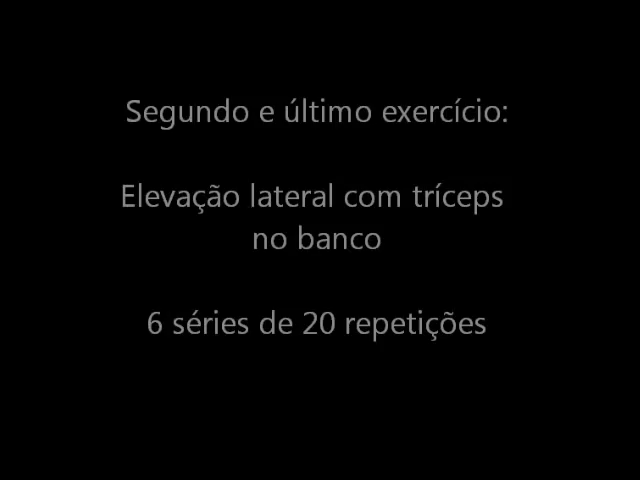 Segundo e último exercício:
Elevação lateral com tríceps
no banco
6 séries de 20 repetições